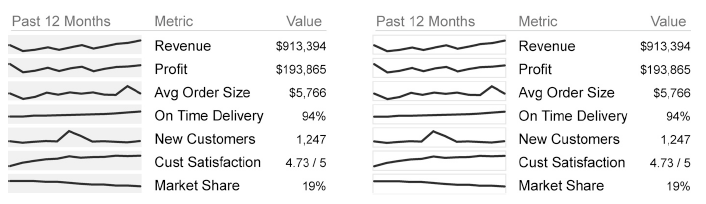 Past 12 Months Metric Value
Revenue $913,394
Profit $193,865
Avg Order Size $5,766
On Time Delivery 94%
New Customers 1,247
Cust Satisfaction 4.73 / 5
Market Share 19%
Past 12 Months Metric Value
Revenue $913,394
Profit $193,865
Avg Order Size $5,766
On Time Delivery 94%
New Customers 1,247
Cust Satisfaction 4.73 / 5
Market Share 19%